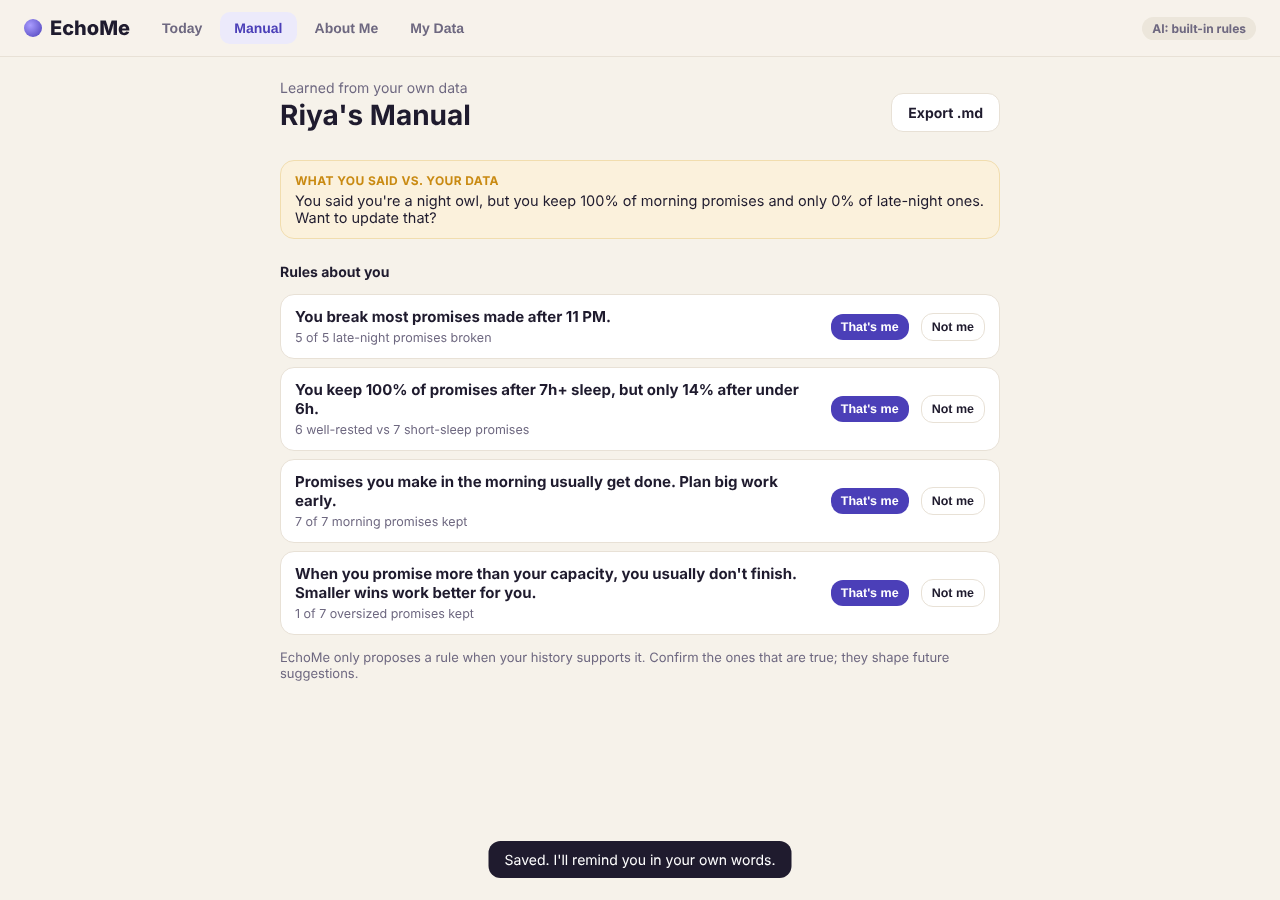 EchoMe
Today
Manual
About Me
My Data
AI: built-in rules
Learned from your own data
Riya's Manual
Export .md
WHAT YOU SAID VS. YOUR DATA
You said you're a night owl, but you keep 100% of morning promises and only 0% of late-night ones.
Want to update that?
Rules about you
You break most promises made after 11 PM.
5 of 5 late-night promises broken
That's me
Not me
You keep 100% of promises after 7h+ sleep, but only 14% after under
6h.
6 well-rested vs 7 short-sleep promises
That's me
Not me
Promises you make in the morning usually get done. Plan big work
early.
7 of 7 morning promises kept
That's me
Not me
When you promise more than your capacity, you usually don't finish.
Smaller wins work better for you.
1 of 7 oversized promises kept
That's me
Not me
EchoMe only proposes a rule when your history supports it. Confirm the ones that are true; they shape future
suggestions.
Saved. I'll remind you in your own words.